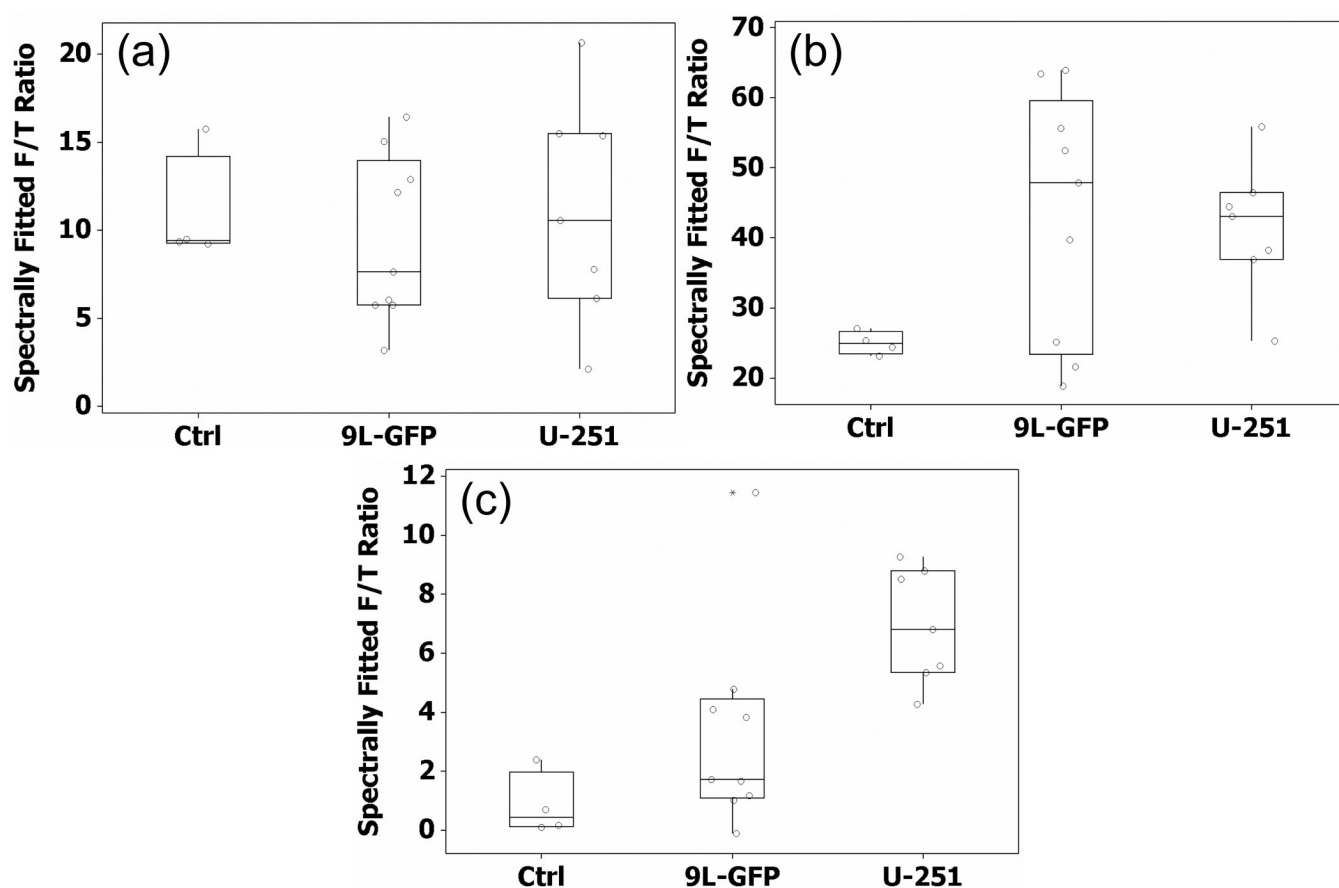 (a)
Spectrally Fitted F/T Ratio
20
15
10
5
0
Ctrl
9L-GFP
U-251
(b)
Spectrally Fitted F/T Ratio
70
60
50
40
30
20
Ctrl
9L-GFP
U-251
(c)
Spectrally Fitted F/T Ratio
12
10
8
6
4
2
0
Ctrl
9L-GFP
U-251